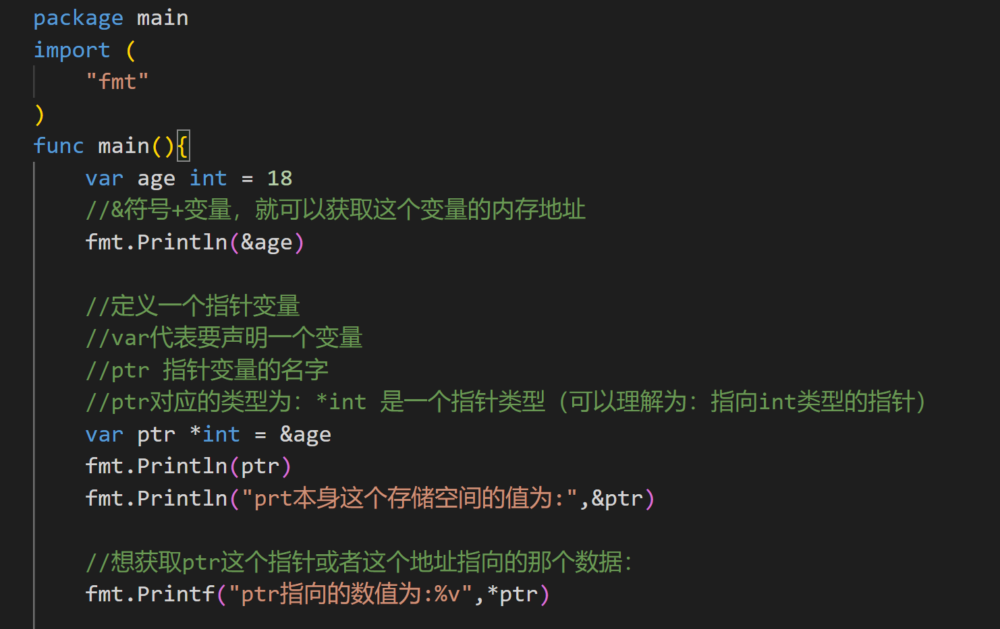 package main
import (
    "fmt"
)
func main(){
    var age int = 18
    //&符号+变量，就可以获取这个变量的内存地址
    fmt.Println(&age)

    //定义一个指针变量
    //var代表要声明一个变量
    //ptr 指针变量的名字
    //ptr对应的类型为：*int 是一个指针类型（可以理解为：指向int类型的指针）
    var ptr *int = &age
    fmt.Println(ptr)
    fmt.Println("prt本身这个存储空间的值为:",&ptr)

    //想获取ptr这个指针或者这个地址指向的那个数据：
    fmt.Printf("ptr指向的数值为:%v",*ptr)